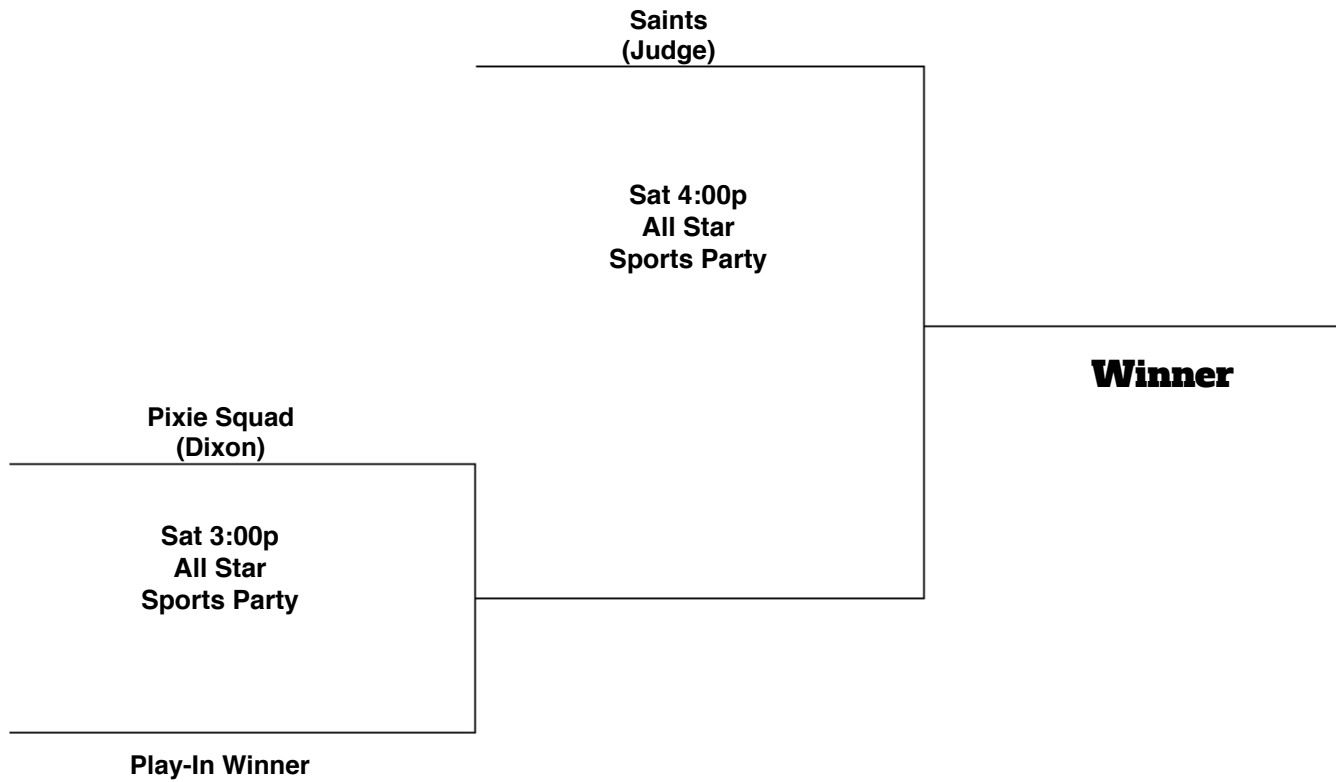 Saints
(Judge)
Sat 4:00p
All Star
Sports Party
Winner
Pixie Squad
(Dixon)
Sat 3:00p
All Star
Sports Party
Play-In Winner